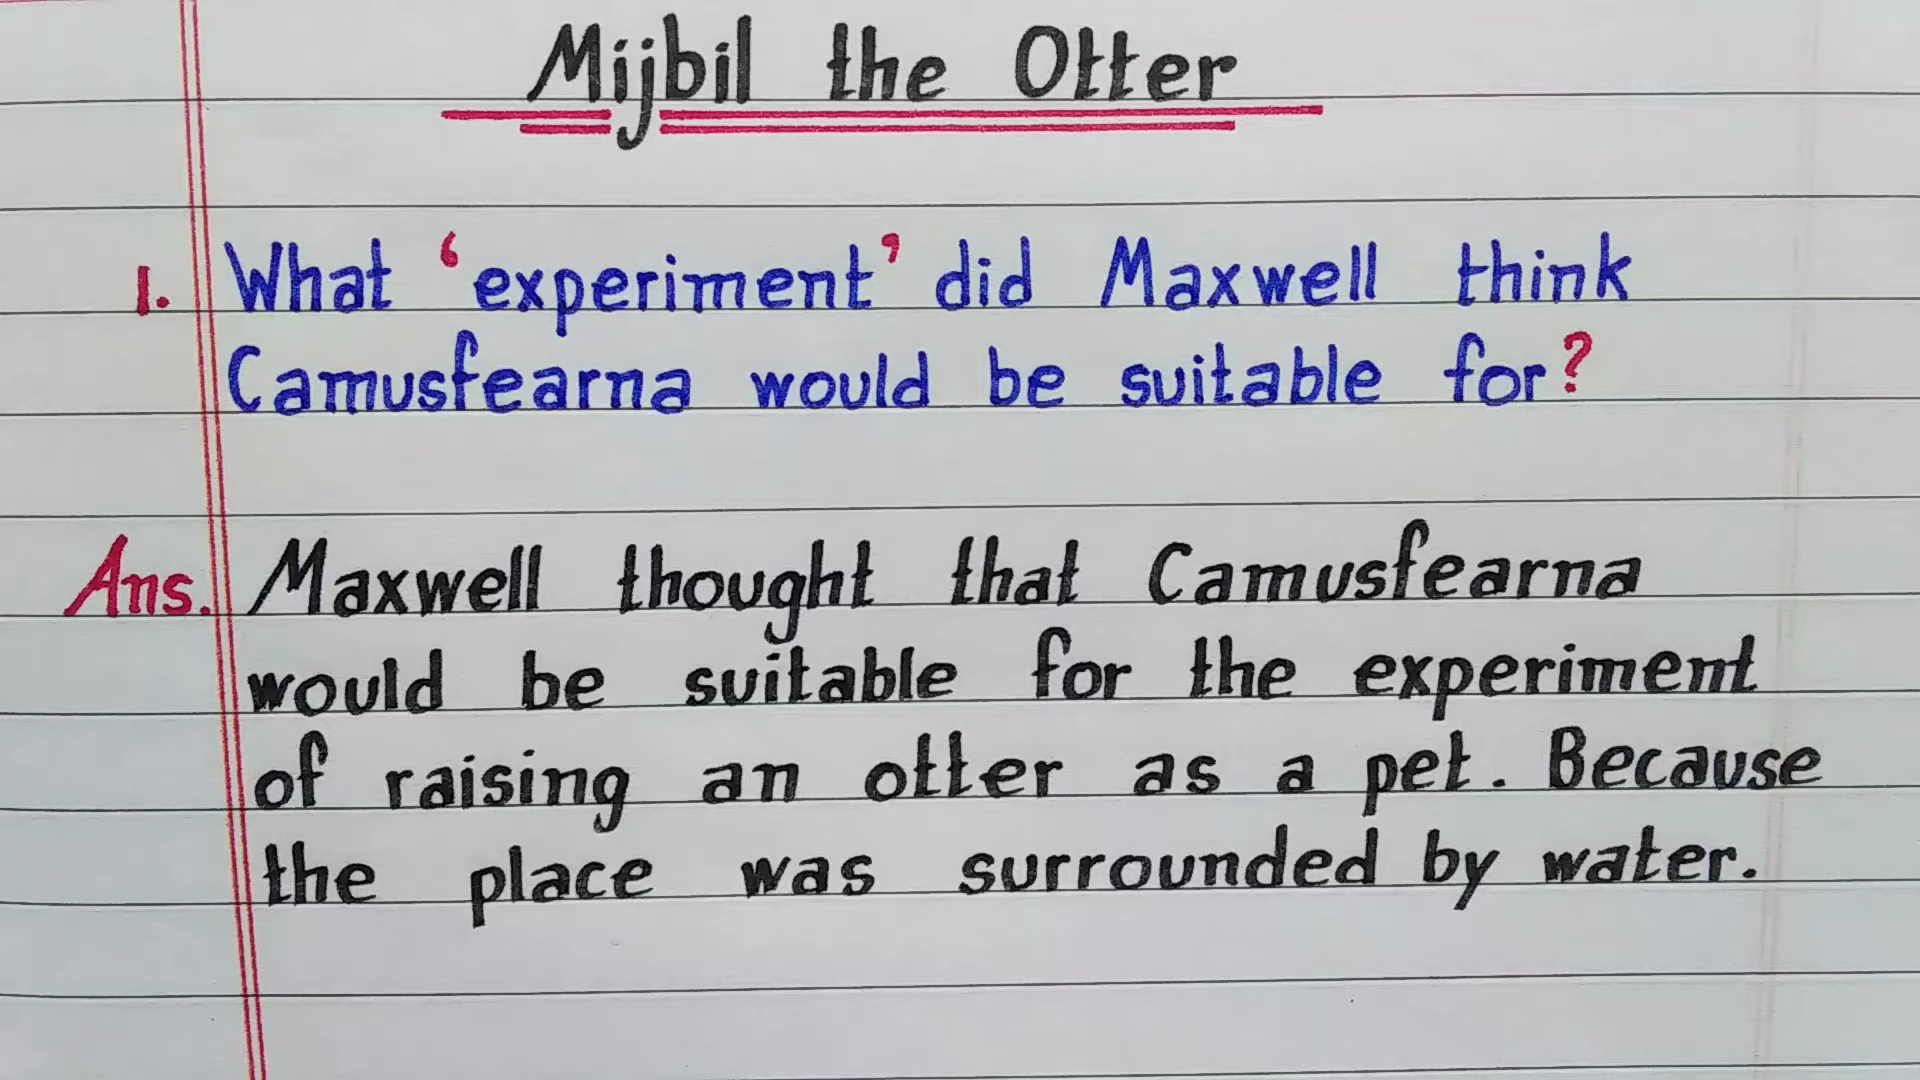 Mijbil the Otter
1. What ‘experiment’ did Maxwell think
Camusfearna would be suitable for?
Ans. Maxwell thought that Camusfearna
would be suitable for the experiment
of raising an otter as a pet. Because
the place was surrounded by water.